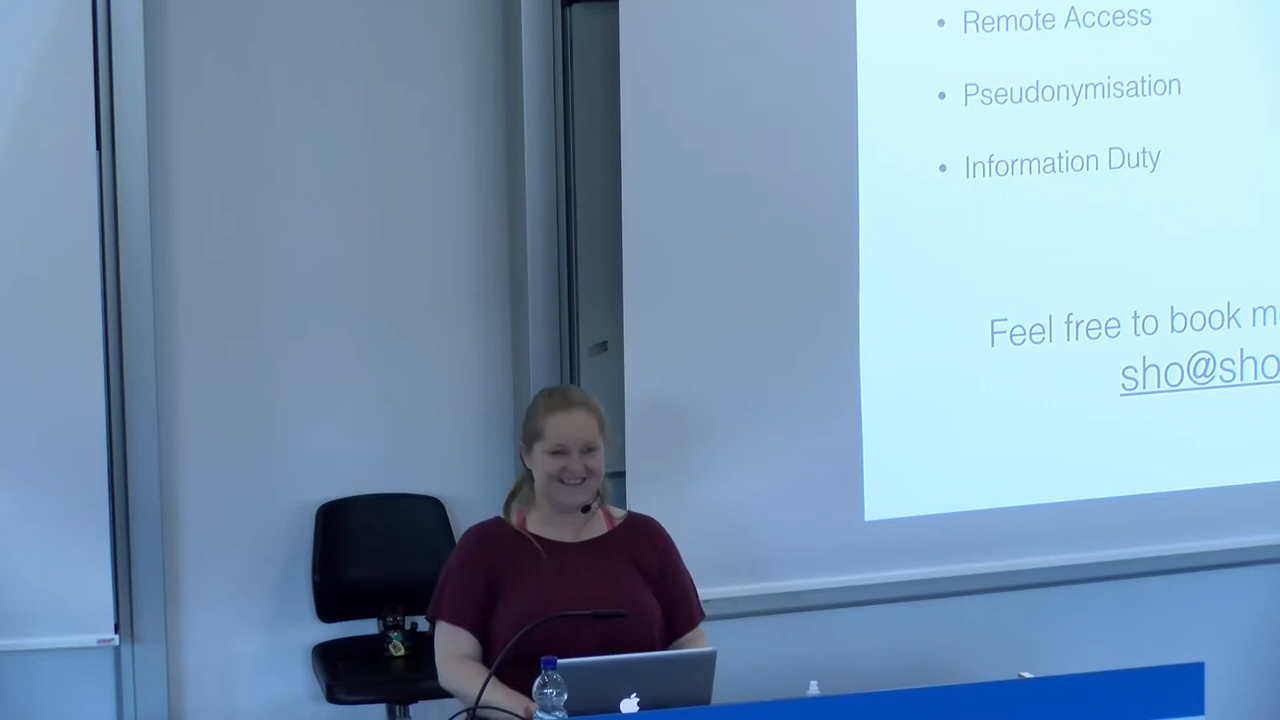 • Remote Access
• Pseudonymisation
• Information Duty
Feel free to book
sho@sho